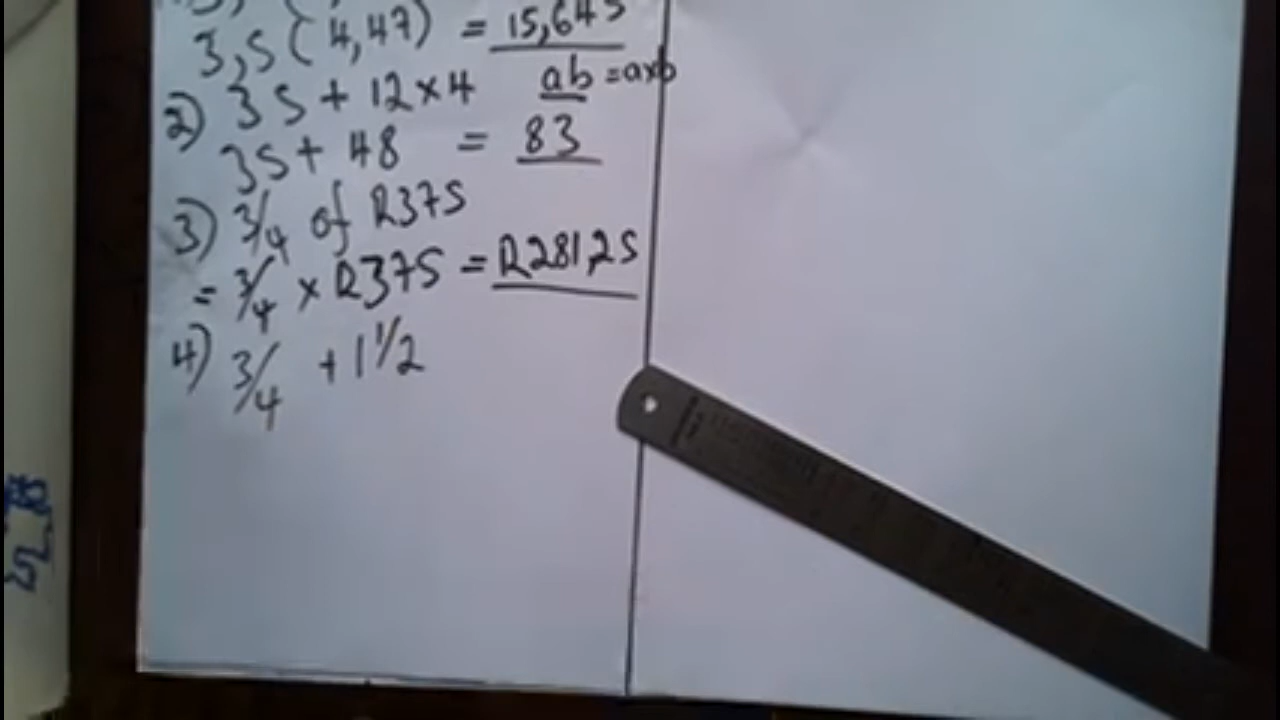 3,5(4,47) = 15,645
ab = axb
2) 35 + 12 x 4
35 + 48 = 83
3) 3/4 of R375
= 3/4 x R375 = R281,25
4) 3/4 + 1 1/2